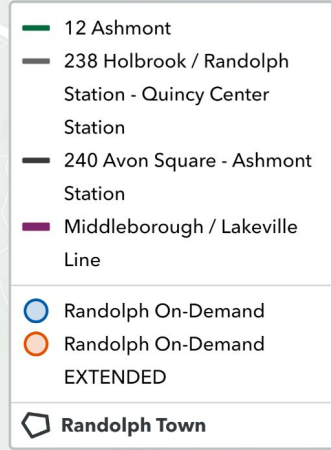 12 Ashmont
238 Holbrook / Randolph
Station - Quincy Center
Station
240 Avon Square - Ashmont
Station
Middleborough / Lakeville
Line
Randolph On-Demand
Randolph On-Demand
EXTENDED
Randolph Town